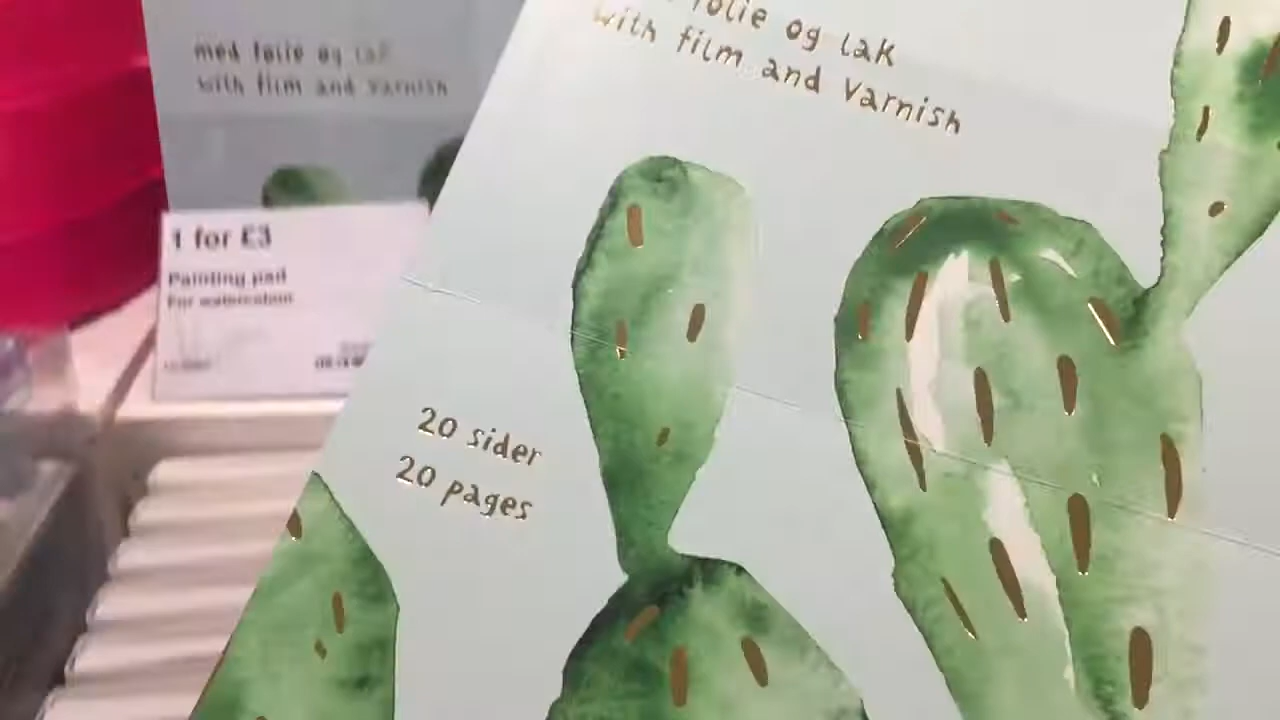 med folie og lak
with film and varnish
folie og lak
with film and varnish
1 for £3
Painting pad
For watercolour
20 sider
20 pages